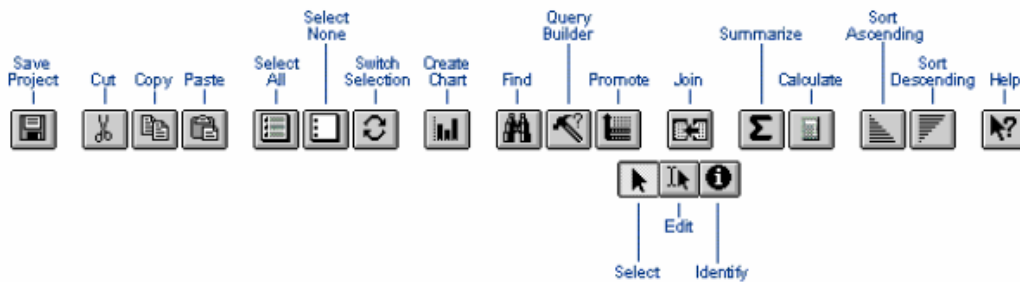 Save
Project
Cut
Copy
Paste
Select
All
Select
None
Switch
Selection
Create
Chart
Find
Query
Builder
Promote
Join
Summarize
Calculate
Sort
Ascending
Sort
Descending
Help
Select
Edit
Identify